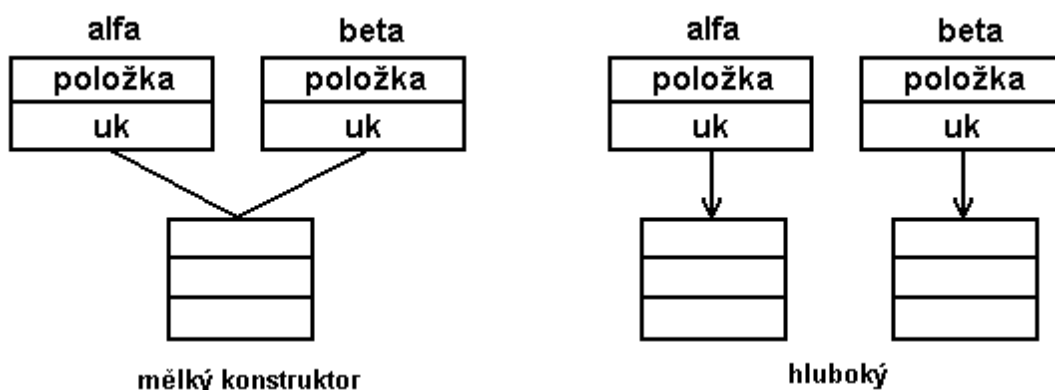 alfa
beta
položka
položka
uk
uk
mělký konstruktor
alfa
beta
položka
položka
uk
uk
hluboký